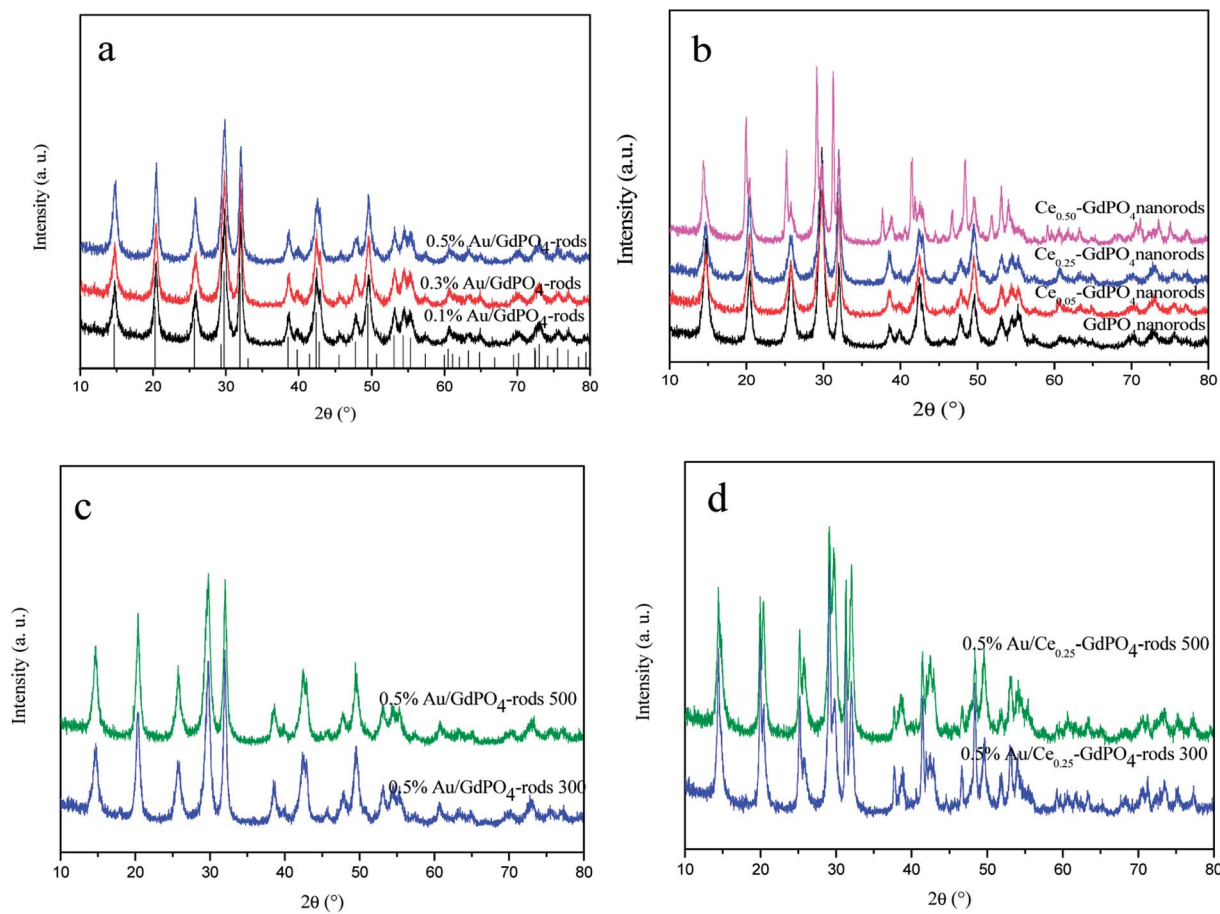 a
Intensity (a. u.)
0.5% Au/GdPO4-rods
0.3% Au/GdPO4-rods
0.1% Au/GdPO4-rods
10 20 30 40 50 60 70 80
2θ (°)
b
Intensity (a.u.)
Ce0.50-GdPO4nanorods
Ce0.25-GdPO4nanorods
Ce0.05-GdPO4nanorods
GdPO4 nanorods
10 20 30 40 50 60 70 80
2θ (°)
c
Intensity (a. u.)
0.5% Au/GdPO4-rods 500
0.5% Au/GdPO4-rods 300
10 20 30 40 50 60 70 80
2θ (°)
d
Intensity (a. u.)
0.5% Au/Ce0.25-GdPO4-rods 500
0.5% Au/Ce0.25-GdPO4-rods 300
10 20 30 40 50 60 70 80
2θ (°)